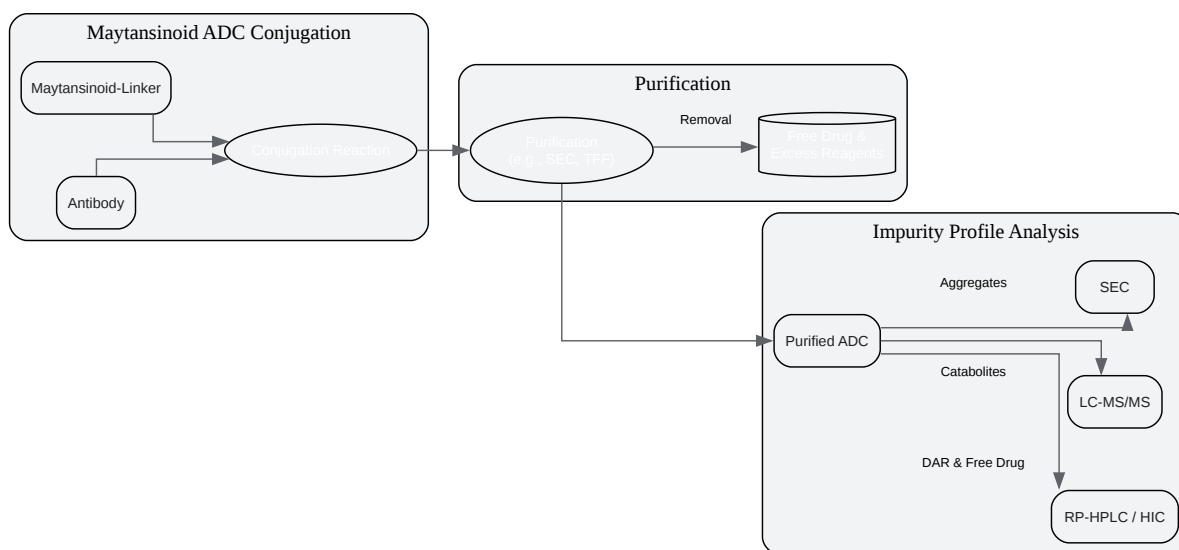 Maytansinoid ADC Conjugation
Maytansinoid-Linker
Antibody
Conjugation Reaction
Purification
Purification
(e.g., SEC, TFF)
Removal
Free Drug &
Excess Reagents
Impurity Profile Analysis
Purified ADC
Aggregates
SEC
Catabolites
LC-MS/MS
DAR & Free Drug
RP-HPLC / HIC